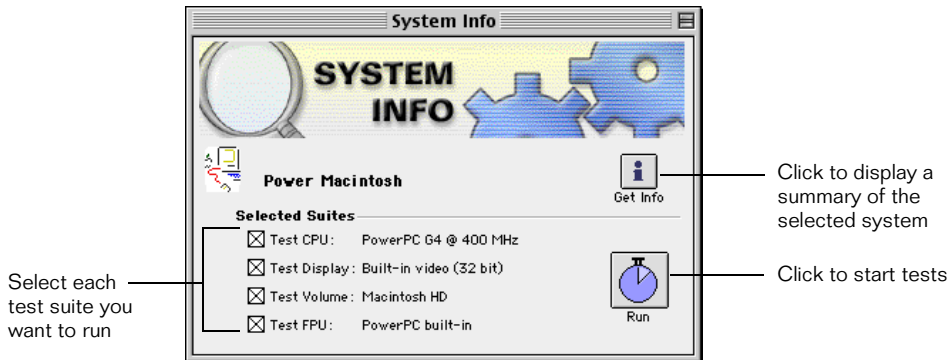 System Info
SYSTEM
INFO
Power Macintosh
Get Info
Click to display a
summary of the
selected system
Selected Suites
Test CPU: PowerPC G4 @ 400 MHz
Test Display: Built-in video (32 bit)
Test Volume: Macintosh HD
Test FPU: PowerPC built-in
Select each
test suite you
want to run
Run
Click to start tests